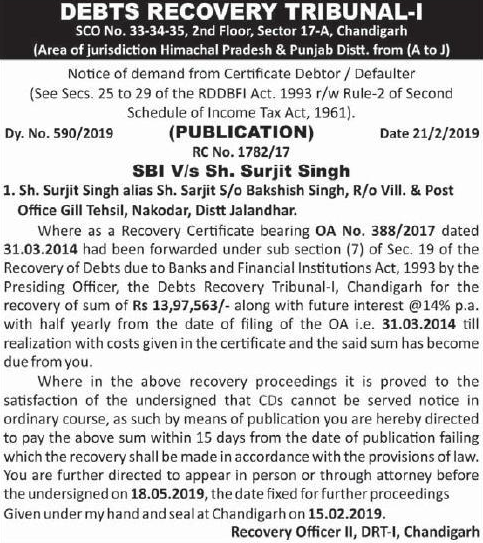 DEBTS RECOVERY TRIBUNAL-I
SCO No. 33-34-35, 2nd Floor, Sector 17-A, Chandigarh
(Area of jurisdiction Himachal Pradesh & Punjab Distt. from (A to J)
Notice of demand from Certificate Debtor / Defaulter
(See Secs. 25 to 29 of the RDDBFI Act. 1993 r/w Rule-2 of Second
Schedule of Income Tax Act, 1961).
Dy. No. 590/2019 (PUBLICATION) Date 21/2/2019
RC No. 1782/17
SBI V/s Sh. Surjit Singh
1. Sh. Surjit Singh alias Sh. Sarjit S/o Bakshish Singh, R/o Vill. & Post
Office Gill Tehsil, Nakodar, Distt Jalandhar.
Where as a Recovery Certificate bearing OA No. 388/2017 dated
31.03.2014 had been forwarded under sub section (7) of Sec. 19 of the
Recovery of Debts due to Banks and Financial Institutions Act, 1993 by the
Presiding Officer, the Debts Recovery Tribunal-I, Chandigarh for the
recovery of sum of Rs 13,97,563/- along with future interest @14% p.a.
with half yearly from the date of filing of the OA i.e. 31.03.2014 till
realization with costs given in the certificate and the said sum has become
due from you.
Where in the above recovery proceedings it is proved to the
satisfaction of the undersigned that CDs cannot be served notice in
ordinary course, as such by means of publication you are hereby directed
to pay the above sum within 15 days from the date of publication failing
which the recovery shall be made in accordance with the provisions of law.
You are further directed to appear in person or through attorney before
the undersigned on 18.05.2019, the date fixed for further proceedings
Given under my hand and seal at Chandigarh on 15.02.2019.
Recovery Officer II, DRT-I, Chandigarh